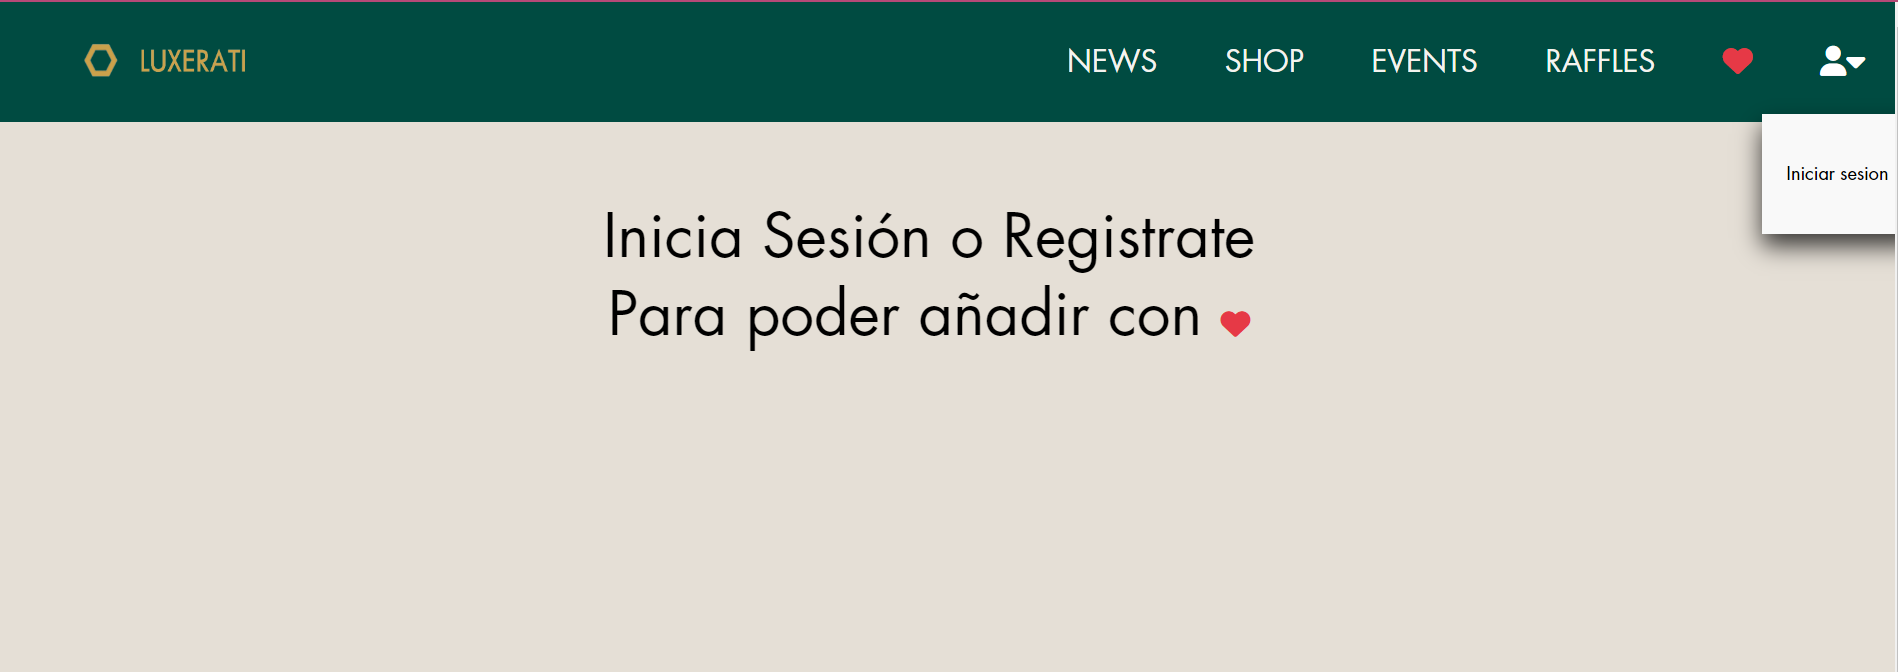 LUXERATI
NEWS SHOP EVENTS RAFFLES
Iniciar sesion
Inicia Sesión o Registrate
Para poder añadir con